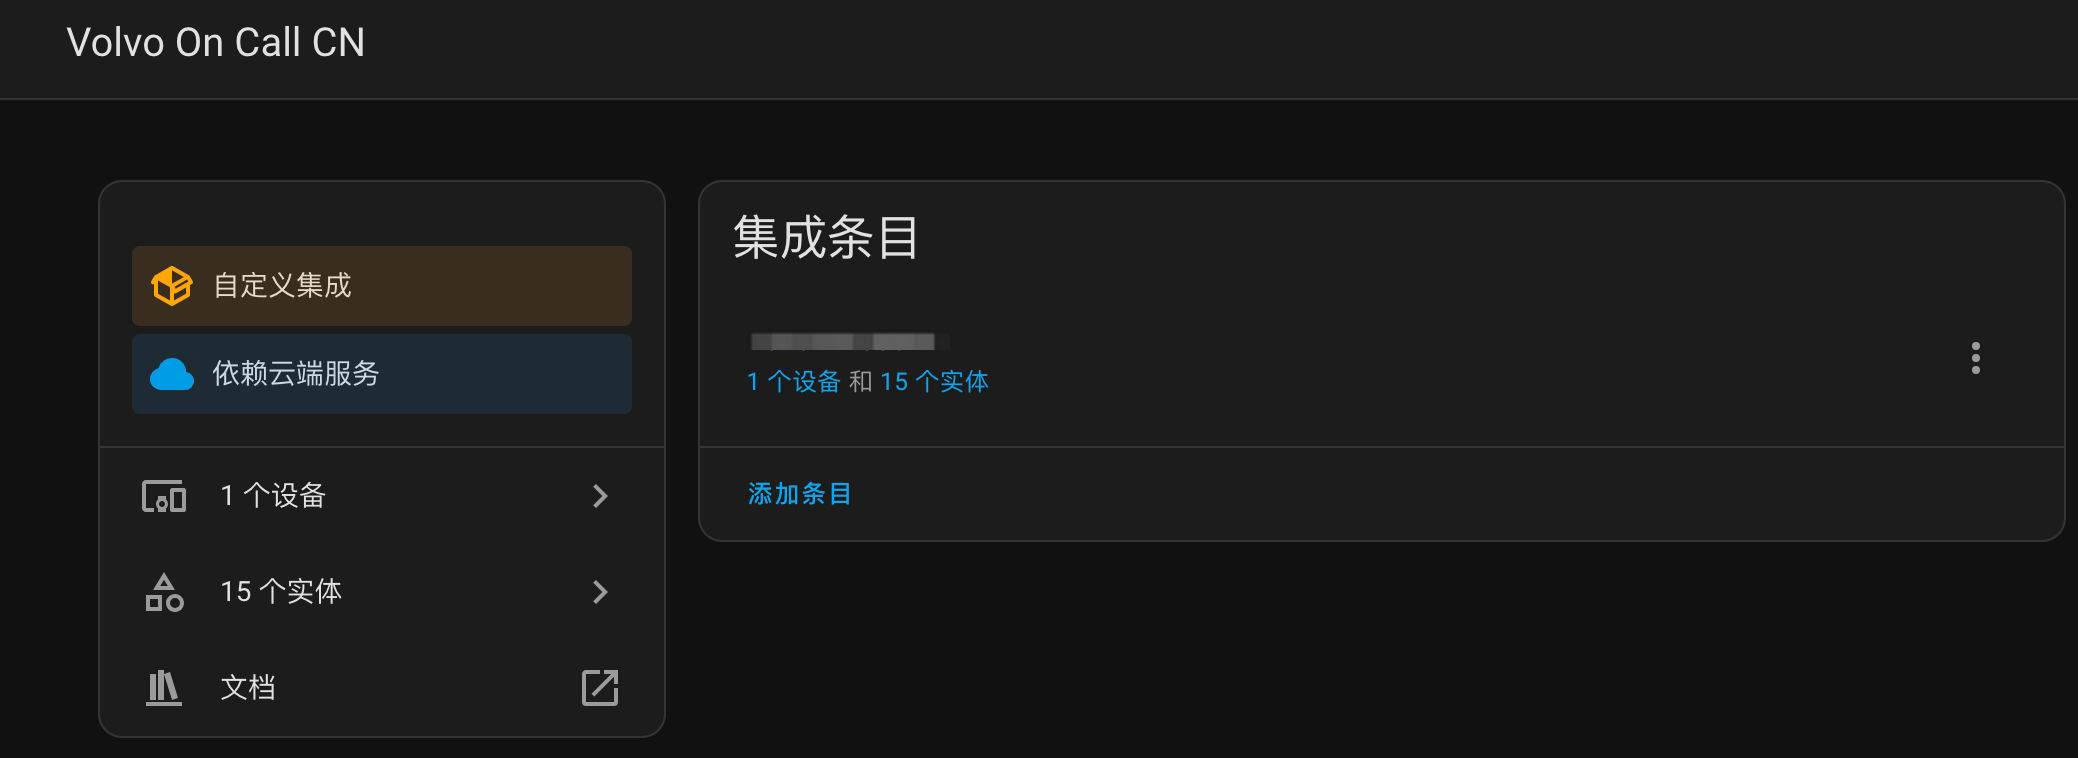 Volvo On Call CN
自定义集成
依赖云端服务
1 个设备
15 个实体
文档
集成条目
1 个设备 和 15 个实体
添加条目